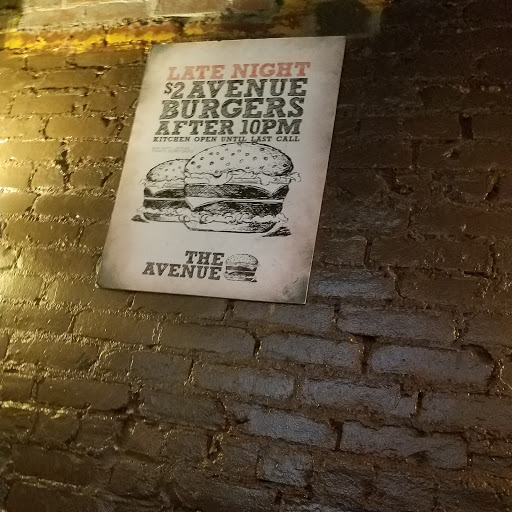 LATE NIGHT
$2 AVENUE
BURGERS
AFTER 10PM
KITCHEN OPEN UNTIL LAST CALL
THE
AVENUE